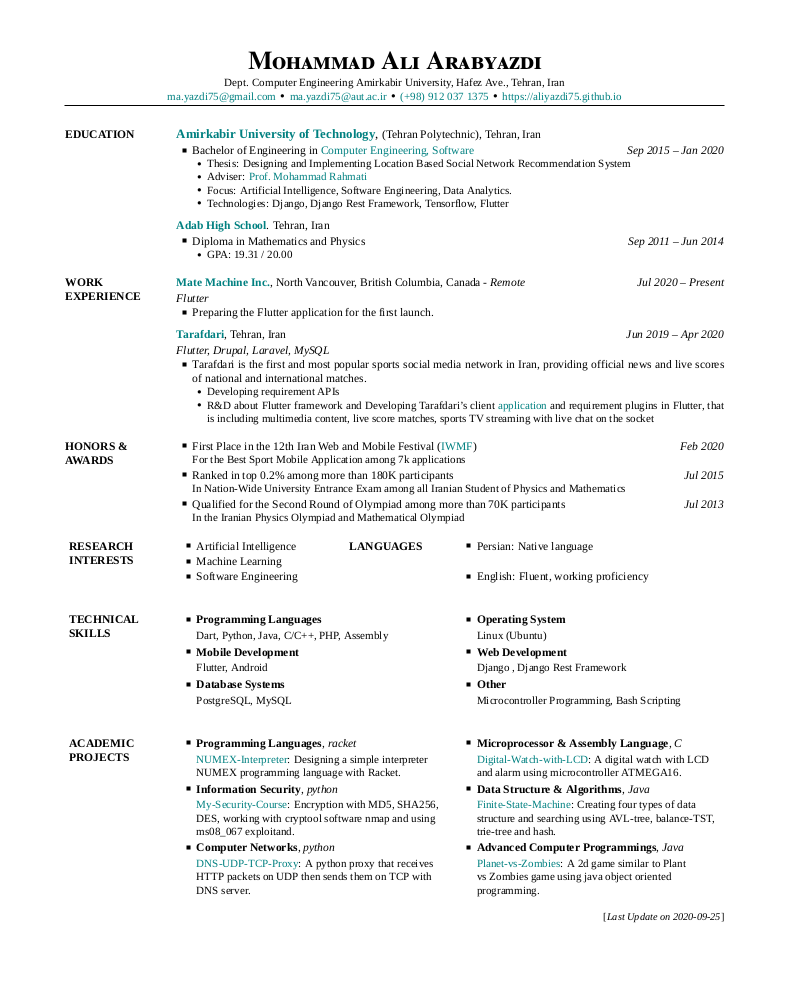 Mohammad Ali Arabyazdi
Dept. Computer Engineering Amirkabir University, Hafez Ave., Tehran, Iran
ma.yazdi75@gmail.com • ma.yazdi75@aut.ac.ir • (+98) 912 037 1375 • https://aliyazdi75.github.io
EDUCATION
Amirkabir University of Technology, (Tehran Polytechnic), Tehran, Iran
▪ Bachelor of Engineering in Computer Engineering, Software Sep 2015 – Jan 2020
• Thesis: Designing and Implementing Location Based Social Network Recommendation System
• Adviser: Prof. Mohammad Rahmati
• Focus: Artificial Intelligence, Software Engineering, Data Analytics.
• Technologies: Django, Django Rest Framework, Tensorflow, Flutter
Adab High School. Tehran, Iran
▪ Diploma in Mathematics and Physics Sep 2011 – Jun 2014
• GPA: 19.31 / 20.00
WORK
EXPERIENCE
Mate Machine Inc., North Vancouver, British Columbia, Canada - Remote Jul 2020 – Present
Flutter
▪ Preparing the Flutter application for the first launch.
Tarafdari, Tehran, Iran Jun 2019 – Apr 2020
Flutter, Drupal, Laravel, MySQL
▪ Tarafdari is the first and most popular sports social media network in Iran, providing official news and live scores
of national and international matches.
• Developing requirement APIs
• R&D about Flutter framework and Developing Tarafdari's client application and requirement plugins in Flutter, that
is including multimedia content, live score matches, sports TV streaming with live chat on the socket
HONORS &
AWARDS
▪ First Place in the 12th Iran Web and Mobile Festival (IWMF) Feb 2020
For the Best Sport Mobile Application among 7k applications
▪ Ranked in top 0.2% among more than 180K participants Jul 2015
In Nation-Wide University Entrance Exam among all Iranian Student of Physics and Mathematics
▪ Qualified for the Second Round of Olympiad among more than 70K participants Jul 2013
In the Iranian Physics Olympiad and Mathematical Olympiad
RESEARCH
INTERESTS
▪ Artificial Intelligence
▪ Machine Learning
▪ Software Engineering
LANGUAGES
▪ Persian: Native language
▪ English: Fluent, working proficiency
TECHNICAL
SKILLS
▪ Programming Languages
Dart, Python, Java, C/C++, PHP, Assembly
▪ Mobile Development
Flutter, Android
▪ Database Systems
PostgreSQL, MySQL
▪ Operating System
Linux (Ubuntu)
▪ Web Development
Django , Django Rest Framework
▪ Other
Microcontroller Programming, Bash Scripting
ACADEMIC
PROJECTS
▪ Programming Languages, racket
NUMEX-Interpreter: Designing a simple interpreter
NUMEX programming language with Racket.
▪ Information Security, python
My-Security-Course: Encryption with MD5, SHA256,
DES, working with cryptool software nmap and using
ms08_067 exploitand.
▪ Computer Networks, python
DNS-UDP-TCP-Proxy: A python proxy that receives
HTTP packets on UDP then sends them on TCP with
DNS server.
▪ Microprocessor & Assembly Language, C
Digital-Watch-with-LCD: A digital watch with LCD
and alarm using microcontroller ATMEGA16.
▪ Data Structure & Algorithms, Java
Finite-State-Machine: Creating four types of data
structure and searching using AVL-tree, balance-TST,
trie-tree and hash.
▪ Advanced Computer Programmings, Java
Planet-vs-Zombies: A 2d game similar to Plant
vs Zombies game using java object oriented
programming.
[Last Update on 2020-09-25]